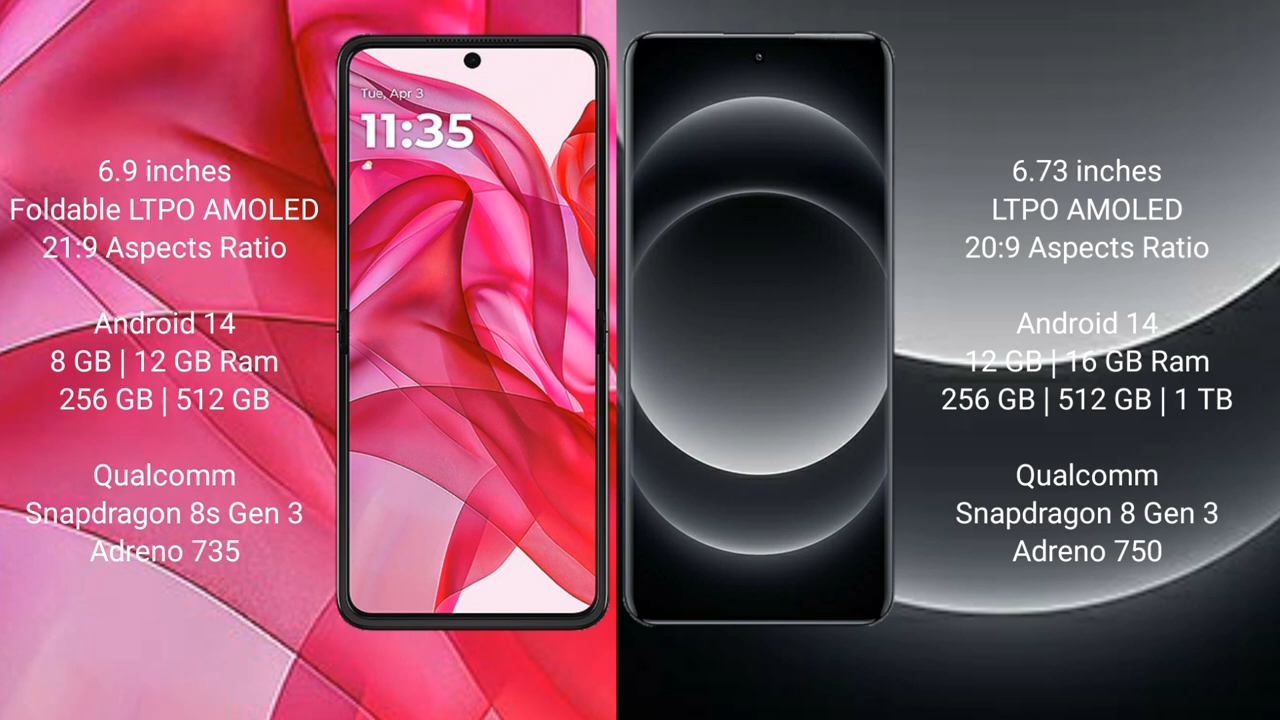 6.9 inches
Foldable LTPO AMOLED
21:9 Aspects Ratio
Android 14
8 GB | 12 GB Ram
256 GB | 512 GB
Qualcomm
Snapdragon 8s Gen 3
Adreno 735
Tue, Apr 3
11:35
6.73 inches
LTPO AMOLED
20:9 Aspects Ratio
Android 14
12 GB | 16 GB Ram
256 GB | 512 GB | 1 TB
Qualcomm
Snapdragon 8 Gen 3
Adreno 750